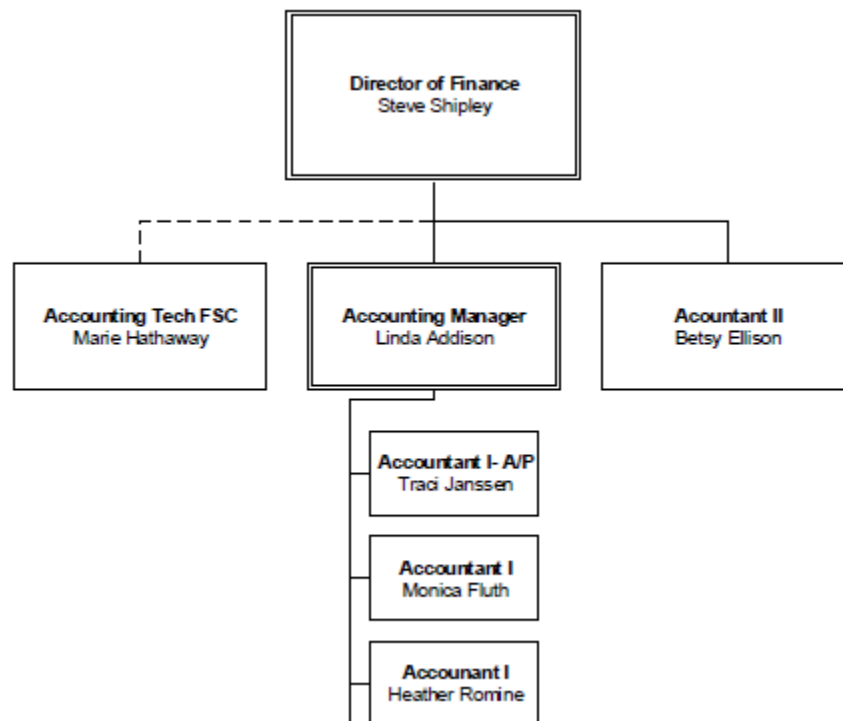 Director of Finance
Steve Shipley
Accounting Tech FSC
Marie Hathaway
Accounting Manager
Linda Addison
Acountant II
Betsy Ellison
Accountant I- A/P
Traci Janssen
Accountant I
Monica Fluth
Accounant I
Heather Romine